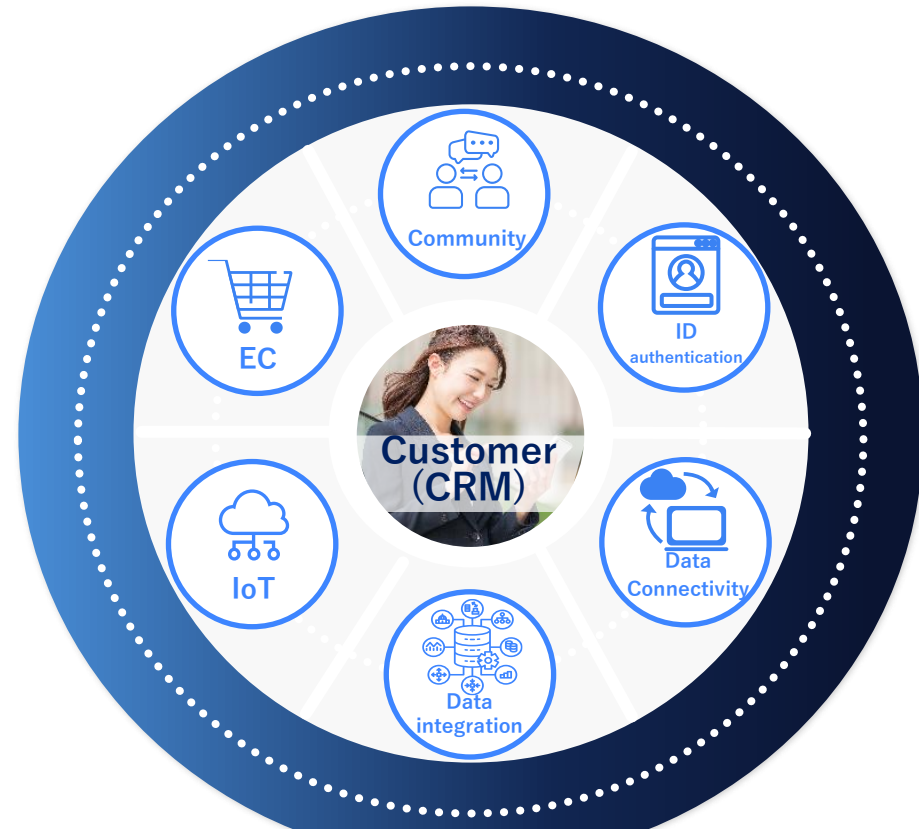 Community
ID
authentication
EC
Customer
(CRM)
IoT
Data
Connectivity
Data
integration